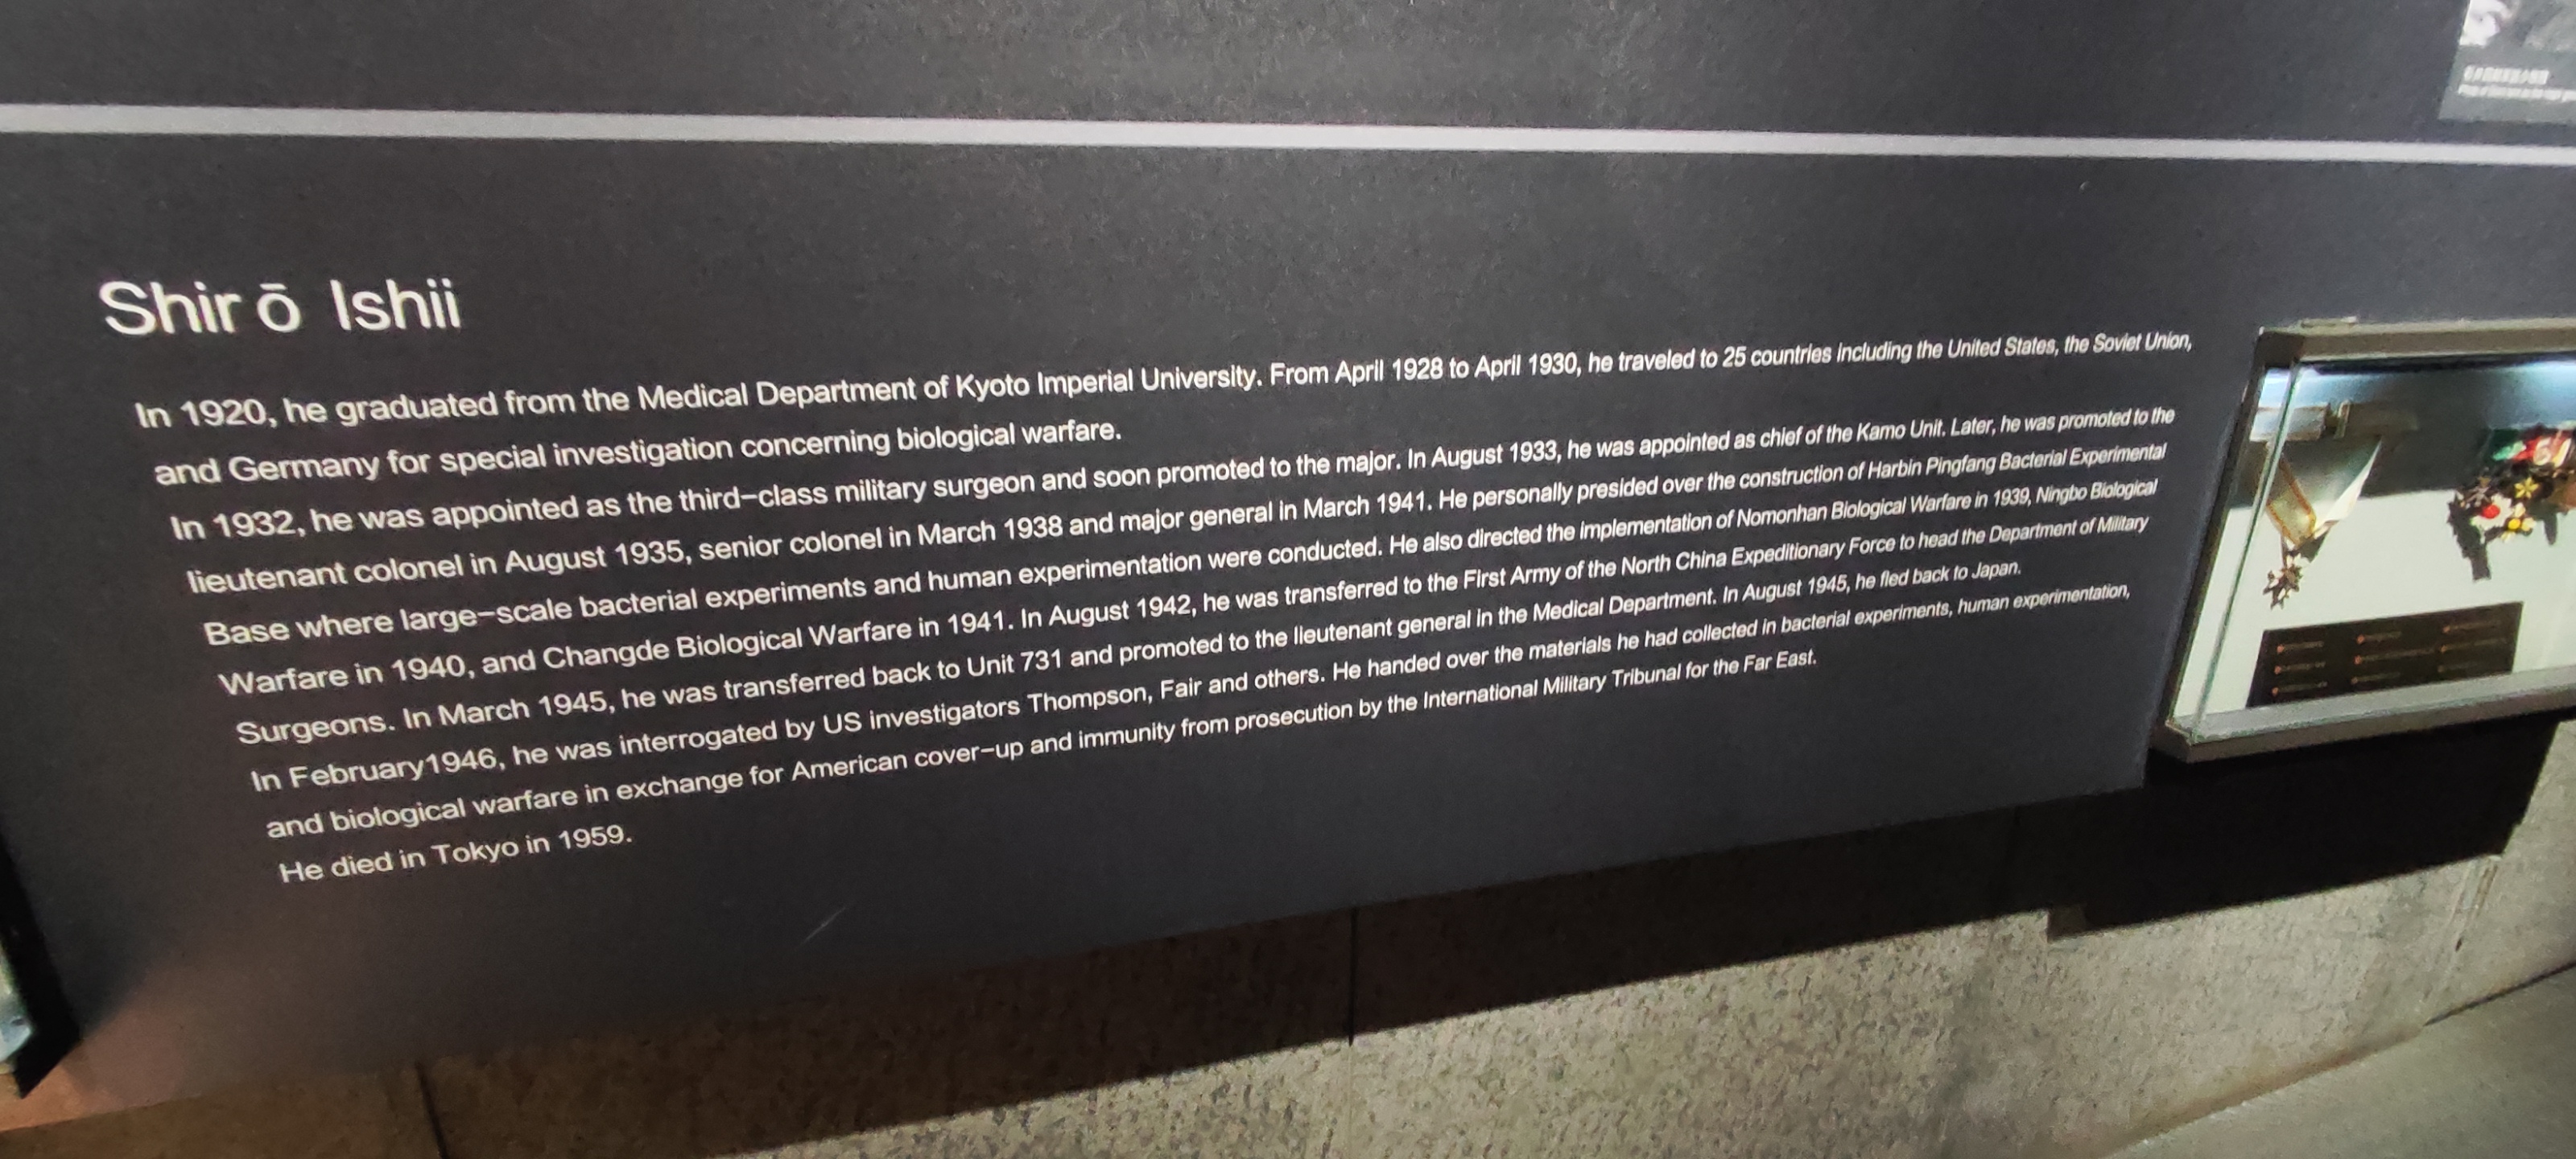 Shirō Ishii
In 1920, he graduated from the Medical Department of Kyoto Imperial University. From April 1928 to April 1930, he traveled to 25 countries including the United States, the Soviet Union,
and Germany for special investigation concerning biological warfare.
In 1932, he was appointed as the third-class military surgeon and soon promoted to the major. In August 1933, he was appointed as chief of the Kamo Unit. Later, he was promoted to the
lieutenant colonel in August 1935, senior colonel in March 1938 and major general in March 1941. He personally presided over the construction of Harbin Pingfang Bacterial Experimental
Base where large-scale bacterial experiments and human experimentation were conducted. He also directed the implementation of Nomonhan Biological Warfare in 1939, Ningbo Biological
Warfare in 1940, and Changde Biological Warfare in 1941. In August 1942, he was transferred to the First Army of the North China Expeditionary Force to head the Department of Military
Surgeons. In March 1945, he was transferred back to Unit 731 and promoted to the lieutenant general in the Medical Department. In August 1945, he fled back to Japan.
In February1946, he was interrogated by US investigators Thompson, Fair and others. He handed over the materials he had collected in bacterial experiments, human experimentation,
and biological warfare in exchange for American cover-up and immunity from prosecution by the International Military Tribunal for the Far East.
He died in Tokyo in 1959.